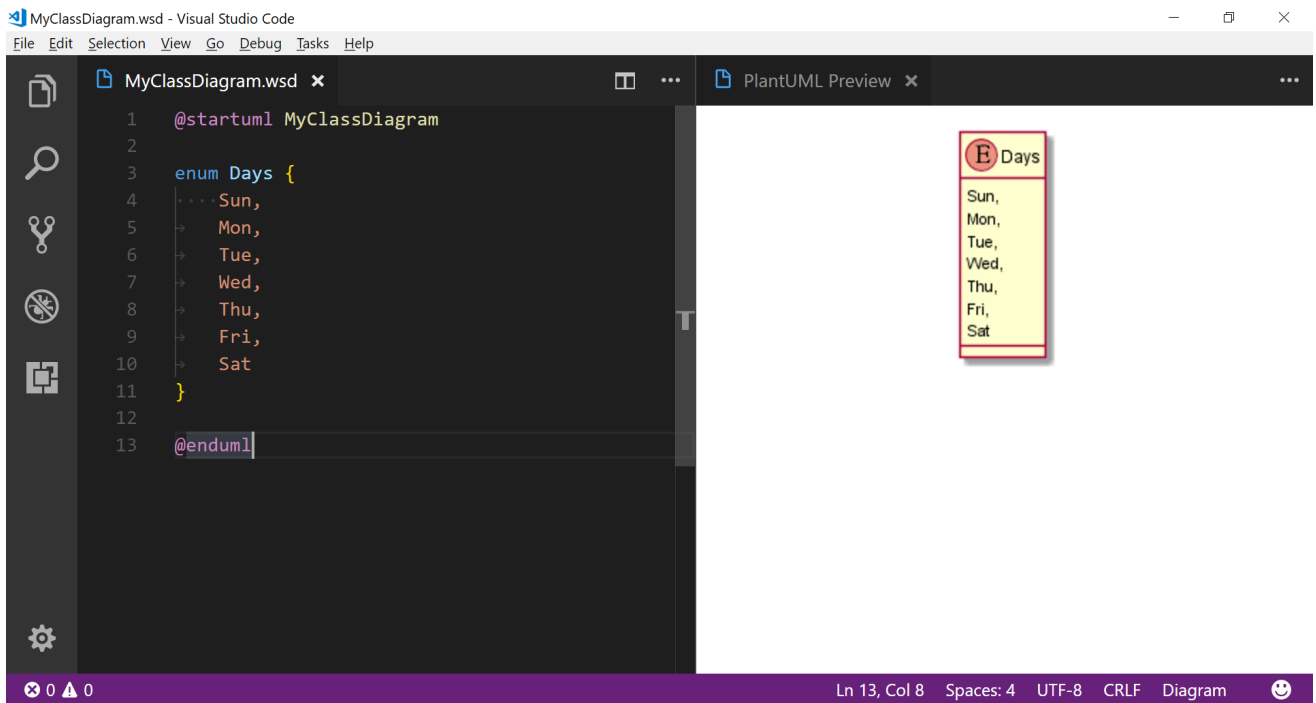 MyClassDiagram.wsd - Visual Studio Code
File Edit Selection View Go Debug Tasks Help
MyClassDiagram.wsd
PlantUML Preview
1 @startuml MyClassDiagram
2
3 enum Days {
4 Sun,
5 Mon,
6 Tue,
7 Wed,
8 Thu,
9 Fri,
10 Sat
11 }
12
13 @enduml
T
E Days
Sun,
Mon,
Tue,
Wed,
Thu,
Fri,
Sat
0 0 Ln 13, Col 8 Spaces: 4 UTF-8 CRLF Diagram